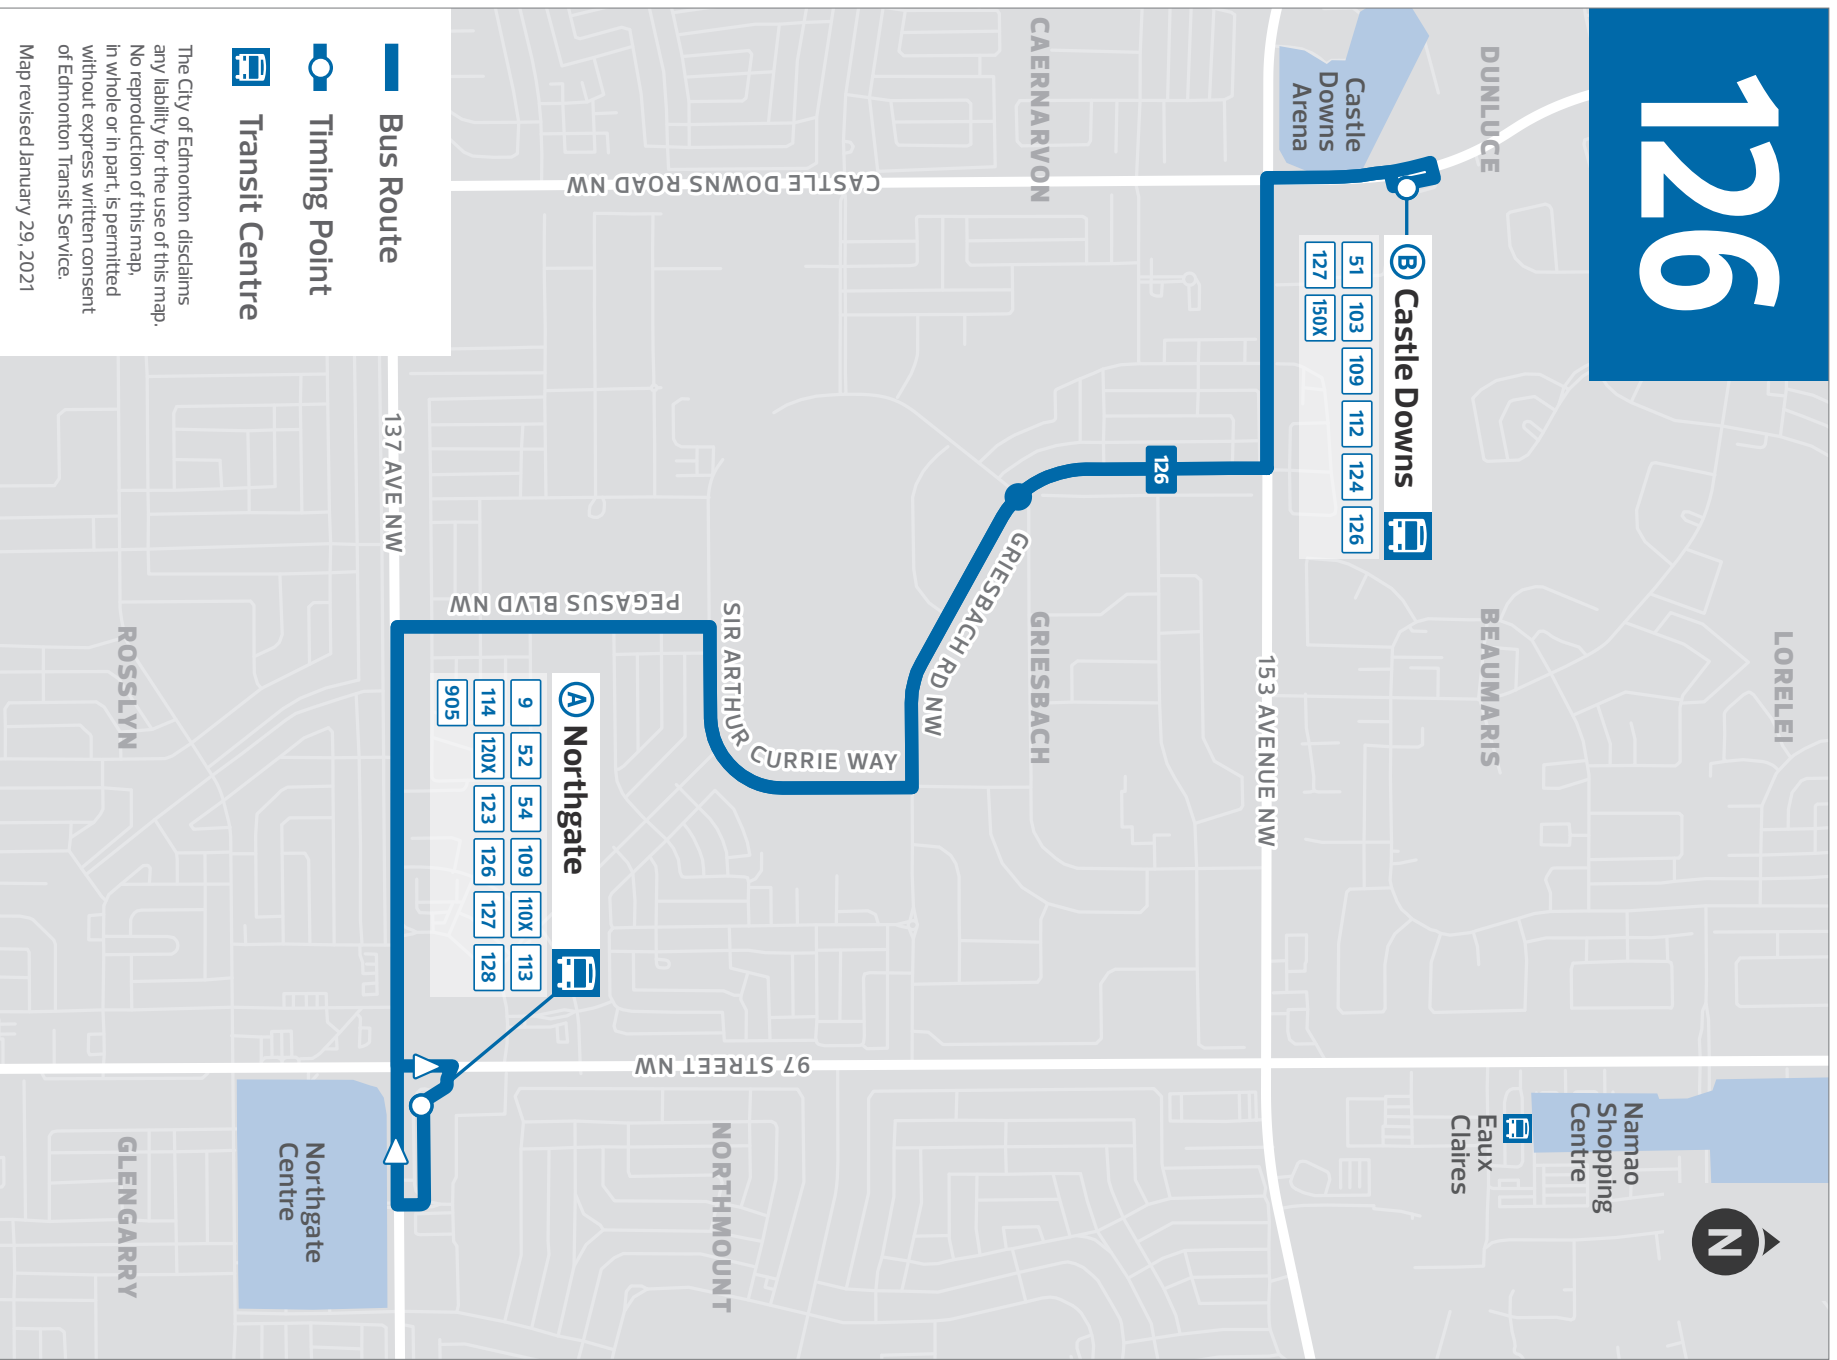 126
DUNLUCE
LORELEI
BEAUMARIS
CAERNARVON
GRIESBACH
ROSSLYN
NORTHMOUNT
GLENGARRY
Castle
Downs
Arena
B Castle Downs
51 103 109 112 124 126
127 150X
CASTLE DOWNS ROAD NW
153 AVENUE NW
126
GRIESBACH RD NW
SIR ARTHUR CURRIE WAY
PEGASUS BLVD NW
137 AVE NW
97 STREET NW
A Northgate
9 52 54 109 110X 113
114 120X 123 126 127 128
905
Namao
Shopping
Centre
Eaux
Claires
Northgate
Centre
N
Bus Route
Timing Point
Transit Centre
The City of Edmonton disclaims
any liability for the use of this map.
No reproduction of this map,
in whole or in part, is permitted
without express written consent
of Edmonton Transit Service.
Map revised January 29, 2021